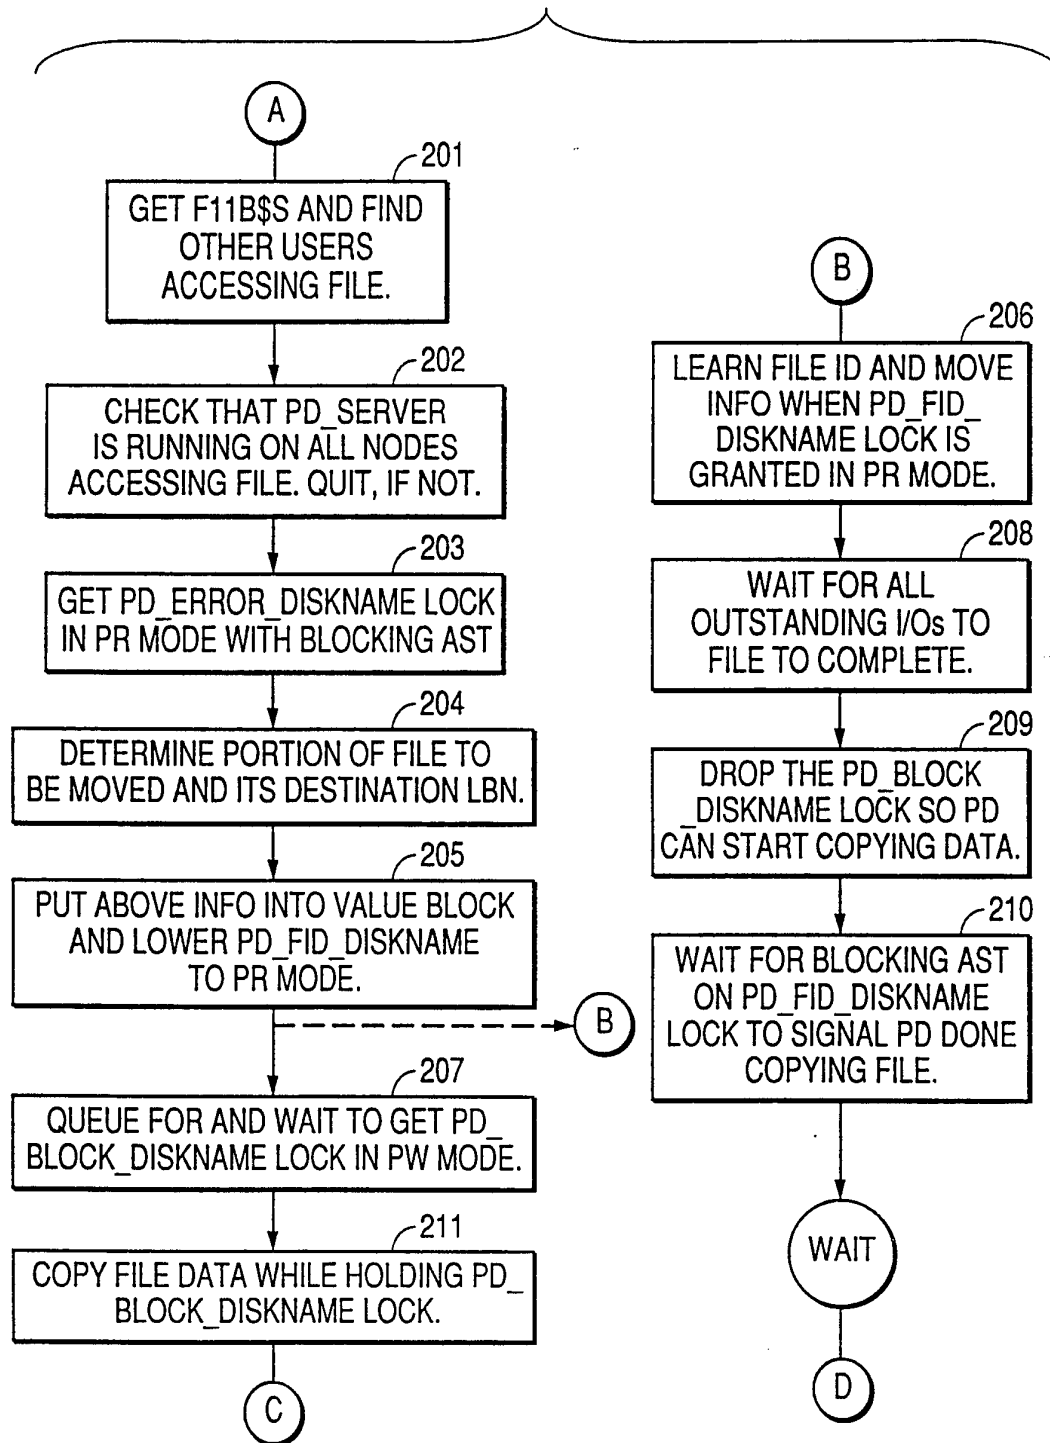 A
201
GET F11B$S AND FIND
OTHER USERS
ACCESSING FILE.
202
CHECK THAT PD_SERVER
IS RUNNING ON ALL NODES
ACCESSING FILE. QUIT, IF NOT.
203
GET PD_ERROR_DISKNAME LOCK
IN PR MODE WITH BLOCKING AST
204
DETERMINE PORTION OF FILE TO
BE MOVED AND ITS DESTINATION LBN.
205
PUT ABOVE INFO INTO VALUE BLOCK
AND LOWER PD_FID_DISKNAME
TO PR MODE.
B
207
QUEUE FOR AND WAIT TO GET PD_
BLOCK_DISKNAME LOCK IN PW MODE.
211
COPY FILE DATA WHILE HOLDING PD_
BLOCK_DISKNAME LOCK.
C
B
206
LEARN FILE ID AND MOVE
INFO WHEN PD_FID_
DISKNAME LOCK IS
GRANTED IN PR MODE.
208
WAIT FOR ALL
OUTSTANDING I/Os TO
FILE TO COMPLETE.
209
DROP THE PD_BLOCK
_DISKNAME LOCK SO PD
CAN START COPYING DATA.
210
WAIT FOR BLOCKING AST
ON PD_FID_DISKNAME
LOCK TO SIGNAL PD DONE
COPYING FILE.
WAIT
D